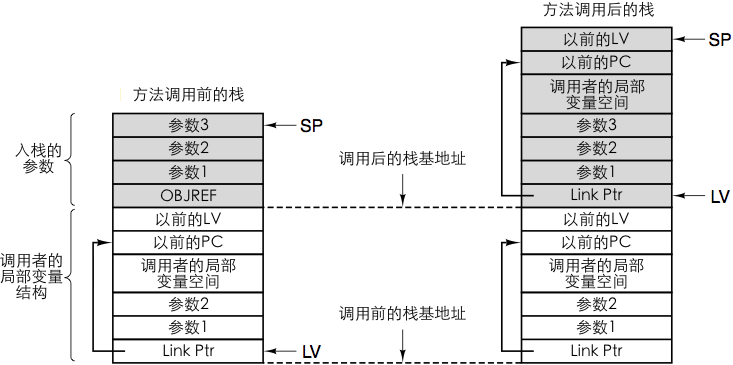 方法调用后的栈
以前的LV
SP
以前的PC
调用者的局部
变量空间
参数3
参数2
参数1
Link Ptr
LV
以前的LV
以前的PC
调用者的局部
变量空间
参数2
参数1
Link Ptr
方法调用前的栈
参数3
SP
参数2
参数1
OBJREF
以前的LV
以前的PC
调用者的局部
变量空间
参数2
参数1
Link Ptr
LV
入栈的
参数
调用者的
局部变量
结构
调用后的栈基地址
调用前的栈基地址